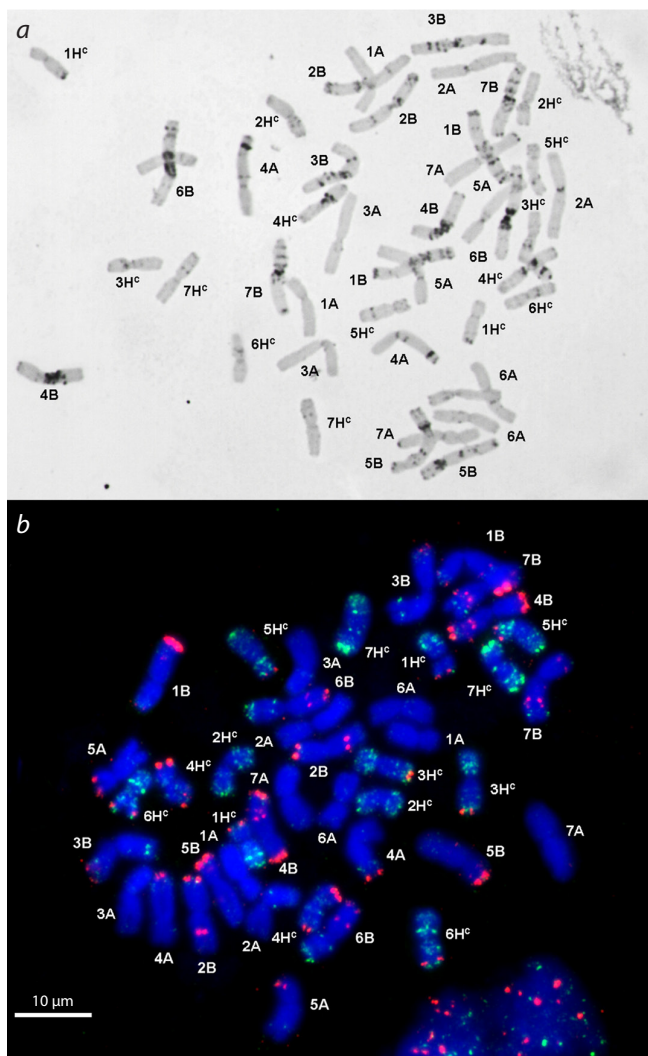 a
3B
1Hᶜ
1A
2B
2A
7B
2Hᶜ
2Hᶜ
2B
1B
5Hᶜ
3B
4A
7A
6B
5A
3Hᶜ
2A
4Hᶜ
3A
4B
6B
3Hᶜ
7Hᶜ
7B
1B
5A
4Hᶜ
1A
6Hᶜ
5Hᶜ
1Hᶜ
6Hᶜ
3A
4A
4B
6A
7Hᶜ
7A
6A
5B
5B
b
1B
7B
3B
4B
5Hᶜ
5Hᶜ
3A
7Hᶜ
1Hᶜ
6B
6A
7Hᶜ
1B
7B
2Hᶜ
2A
1A
5A
4Hᶜ
7A
2B
3Hᶜ
3Hᶜ
1Hᶜ
2Hᶜ
6Hᶜ
1A
6A
7A
3B
5B
4A
5B
4B
3A
4Hᶜ
6B
6Hᶜ
4A
2B
2A
5A
10 µm